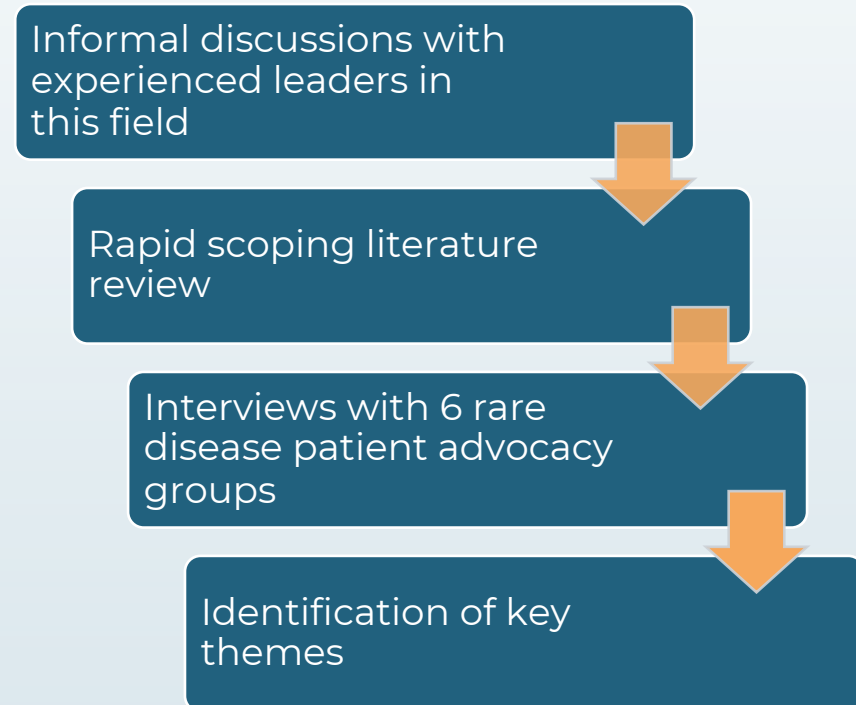 Informal discussions with
experienced leaders in
this field
Rapid scoping literature
review
Interviews with 6 rare
disease patient advocacy
groups
Identification of key
themes